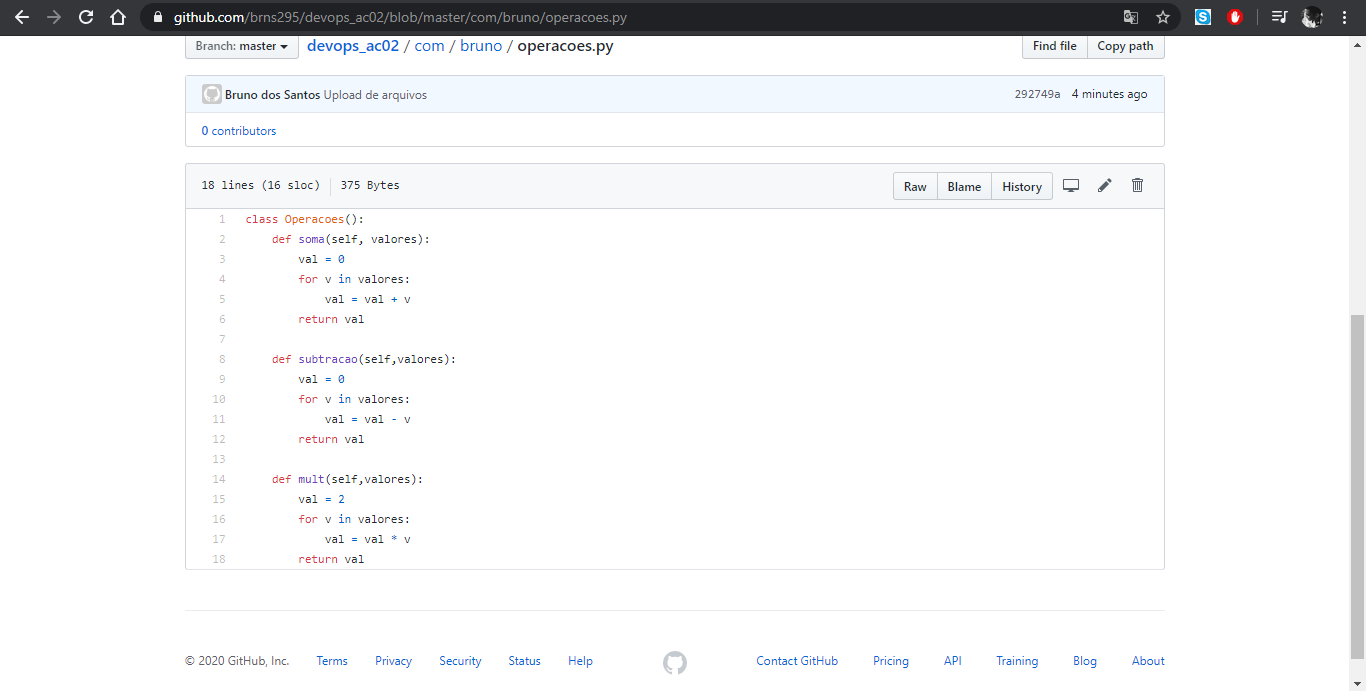 github.com/brns295/devops_ac02/blob/master/com/bruno/operacoes.py
Branch: master devops_ac02 / com / bruno / operacoes.py Find file Copy path
Bruno dos Santos Upload de arquivos 292749a 4 minutes ago
0 contributors
18 lines (16 sloc) 375 Bytes Raw Blame History
1 class Operacoes():
2     def soma(self, valores):
3         val = 0
4         for v in valores:
5             val = val + v
6         return val
7
8     def subtracao(self,valores):
9         val = 0
10         for v in valores:
11             val = val - v
12         return val
13
14     def mult(self,valores):
15         val = 2
16         for v in valores:
17             val = val * v
18         return val
© 2020 GitHub, Inc. Terms Privacy Security Status Help Contact GitHub Pricing API Training Blog About